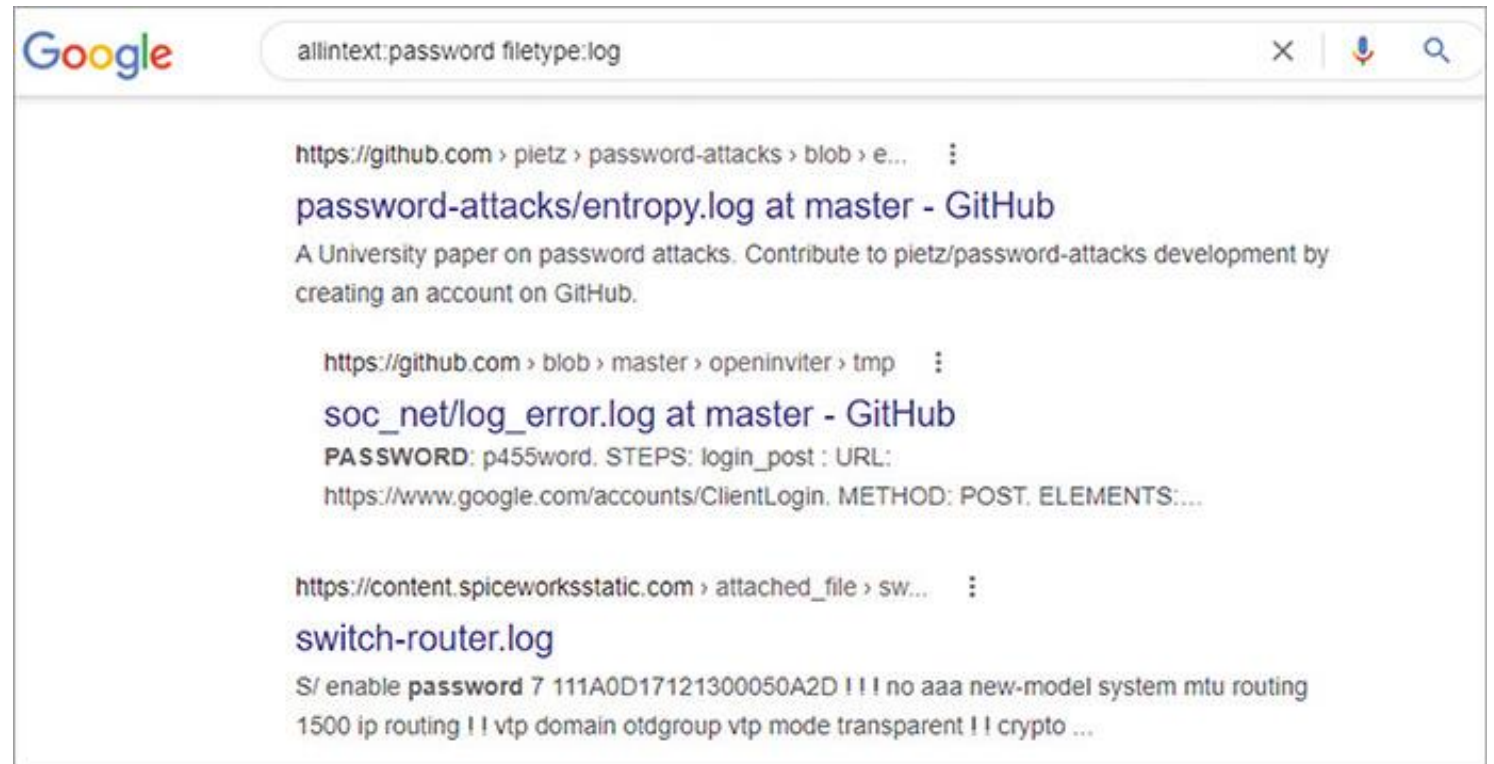 Google
allintext:password filetype:log
https://github.com › pietz › password-attacks › blob › e...
password-attacks/entropy.log at master - GitHub
A University paper on password attacks. Contribute to pietz/password-attacks development by
creating an account on GitHub.
https://github.com › blob › master › openinviter › tmp
soc_net/log_error.log at master - GitHub
PASSWORD: p455word. STEPS: login_post : URL:
https://www.google.com/accounts/ClientLogin. METHOD: POST. ELEMENTS:...
https://content.spiceworksstatic.com › attached_file › sw...
switch-router.log
S/ enable password 7 111A0D17121300050A2D ! ! ! no aaa new-model system mtu routing
1500 ip routing ! ! vtp domain otdgroup vtp mode transparent ! ! crypto ...